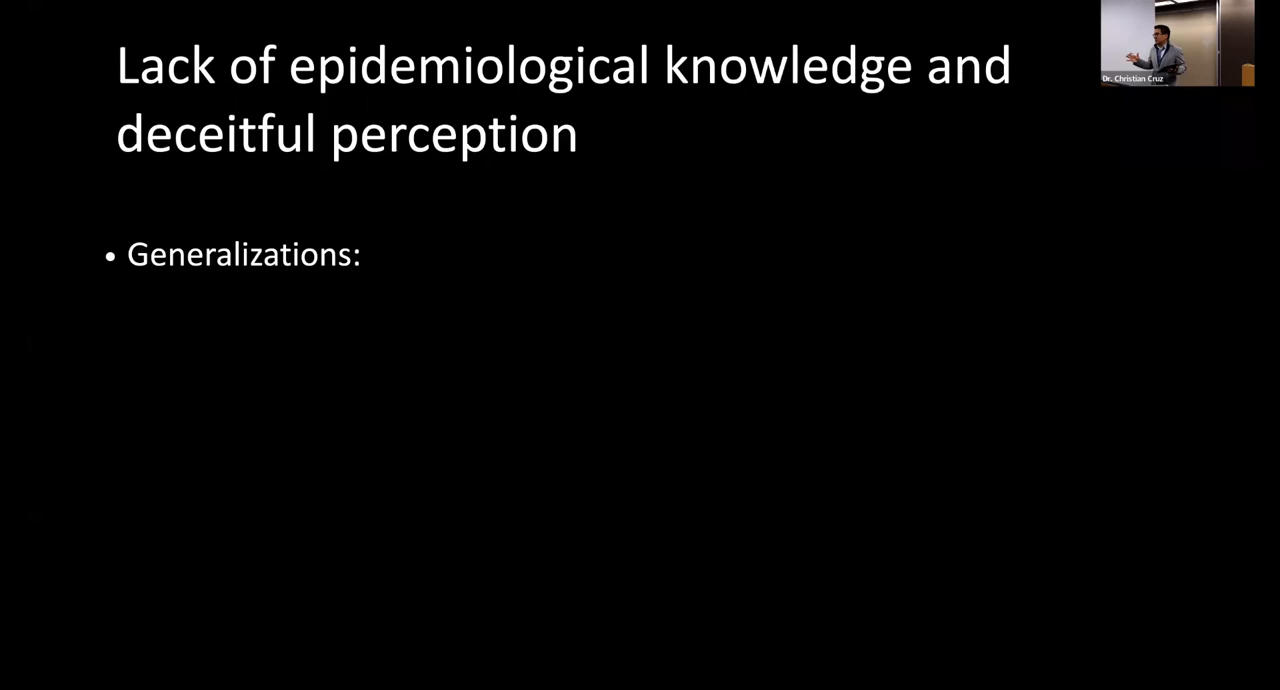 Lack of epidemiological knowledge and
deceitful perception
• Generalizations:
Dr. Christian Cruz